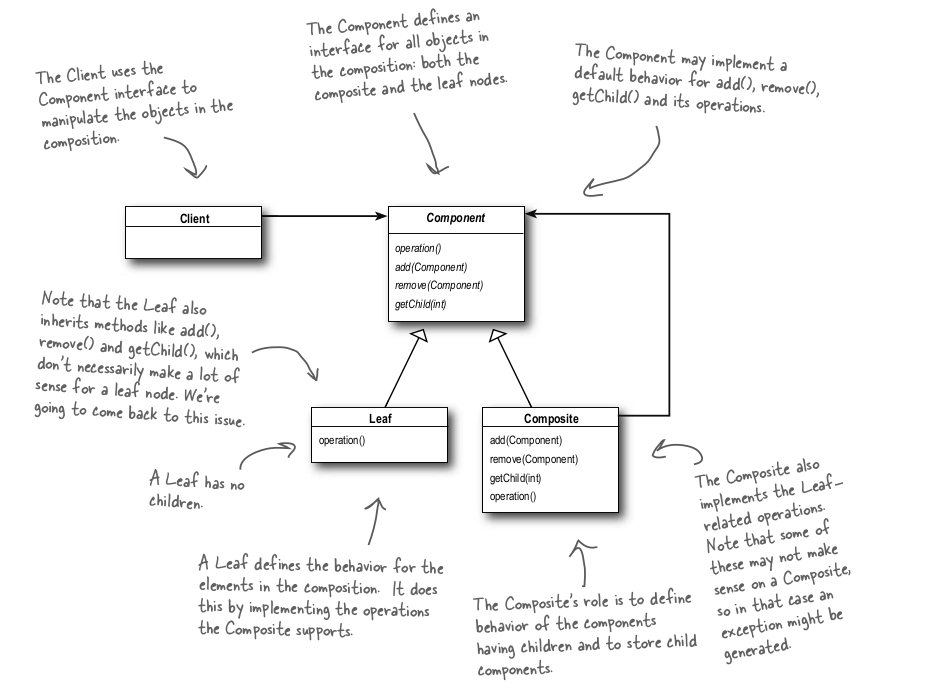 The Component defines an
interface for all objects in
the composition: both the
composite and the leaf nodes.
The Client uses the
Component interface to
manipulate the objects in the
composition.
The Component may implement a
default behavior for add(), remove(),
getChild() and its operations.
Client
Component
operation()
add(Component)
remove(Component)
getChild(int)
Note that the Leaf also
inherits methods like add(),
remove() and getChild(), which
don't necessarily make a lot of
sense for a leaf node. We're
going to come back to this issue.
Leaf
operation()
Composite
add(Component)
remove(Component)
getChild(int)
operation()
A Leaf has no
children.
The Composite also
implements the Leaf-
related operations.
Note that some of
these may not make
sense on a Composite,
so in that case an
exception might be
generated.
A Leaf defines the behavior for the
elements in the composition. It does
this by implementing the operations
the Composite supports.
The Composite's role is to define
behavior of the components
having children and to store child
components.